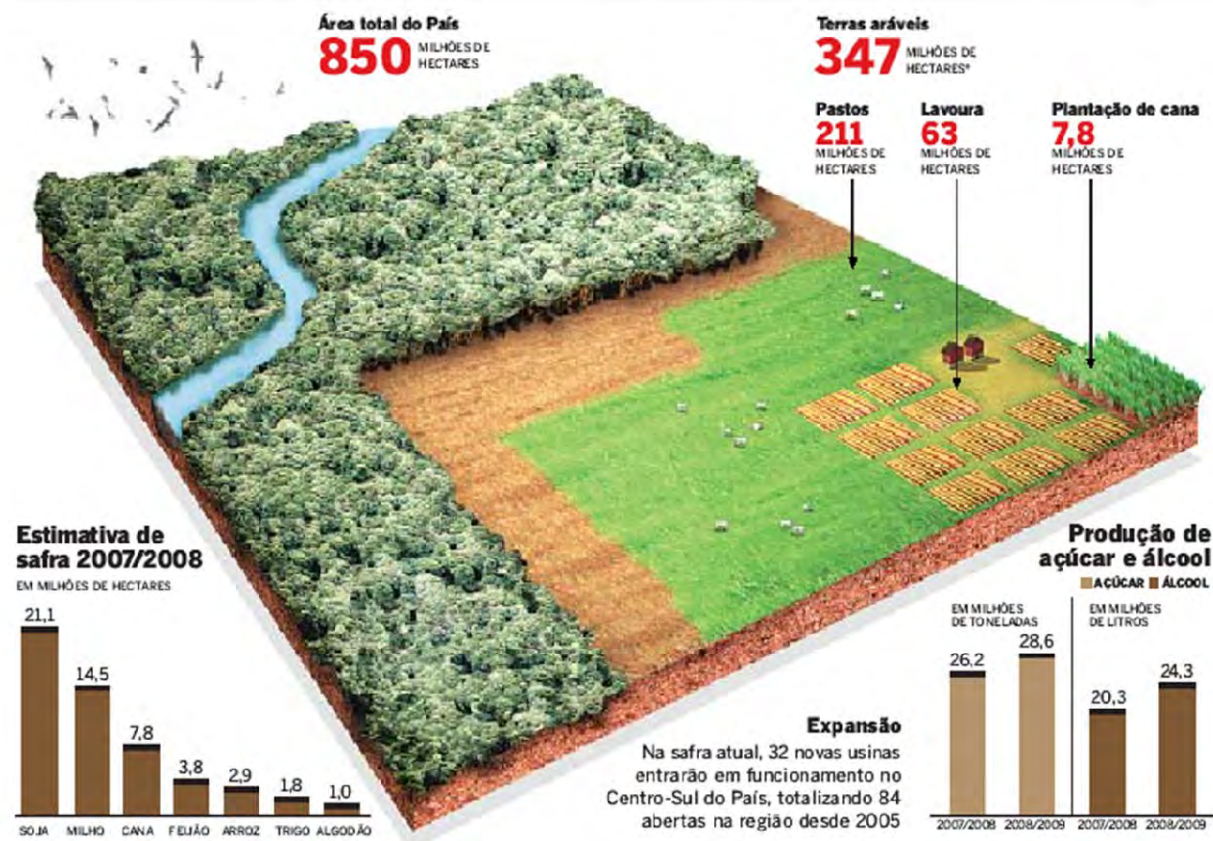 Área total do País
850 MILHÕES DE
HECTARES
Terras aráveis
347 MILHÕES DE
HECTARES*
Pastos
211
MILHÕES DE
HECTARES
Lavoura
63
MILHÕES DE
HECTARES
Plantação de cana
7,8
MILHÕES DE
HECTARES
Estimativa de
safra 2007/2008
EM MILHÕES DE HECTARES
21,1
14,5
7,8
3,8
2,9
1,8
1,0
SOJA MILHO CANA FEIJÃO ARROZ TRIGO ALGODÃO
Expansão
Na safra atual, 32 novas usinas
entrarão em funcionamento no
Centro-Sul do País, totalizando 84
abertas na região desde 2005
Produção de
açúcar e álcool
AÇÚCAR ÁLCOOL
EM MILHÕES
DE TONELADAS
26,2
28,6
2007/2008 2008/2009
EM MILHÕES
DE LITROS
20,3
24,3
2007/2008 2008/2009